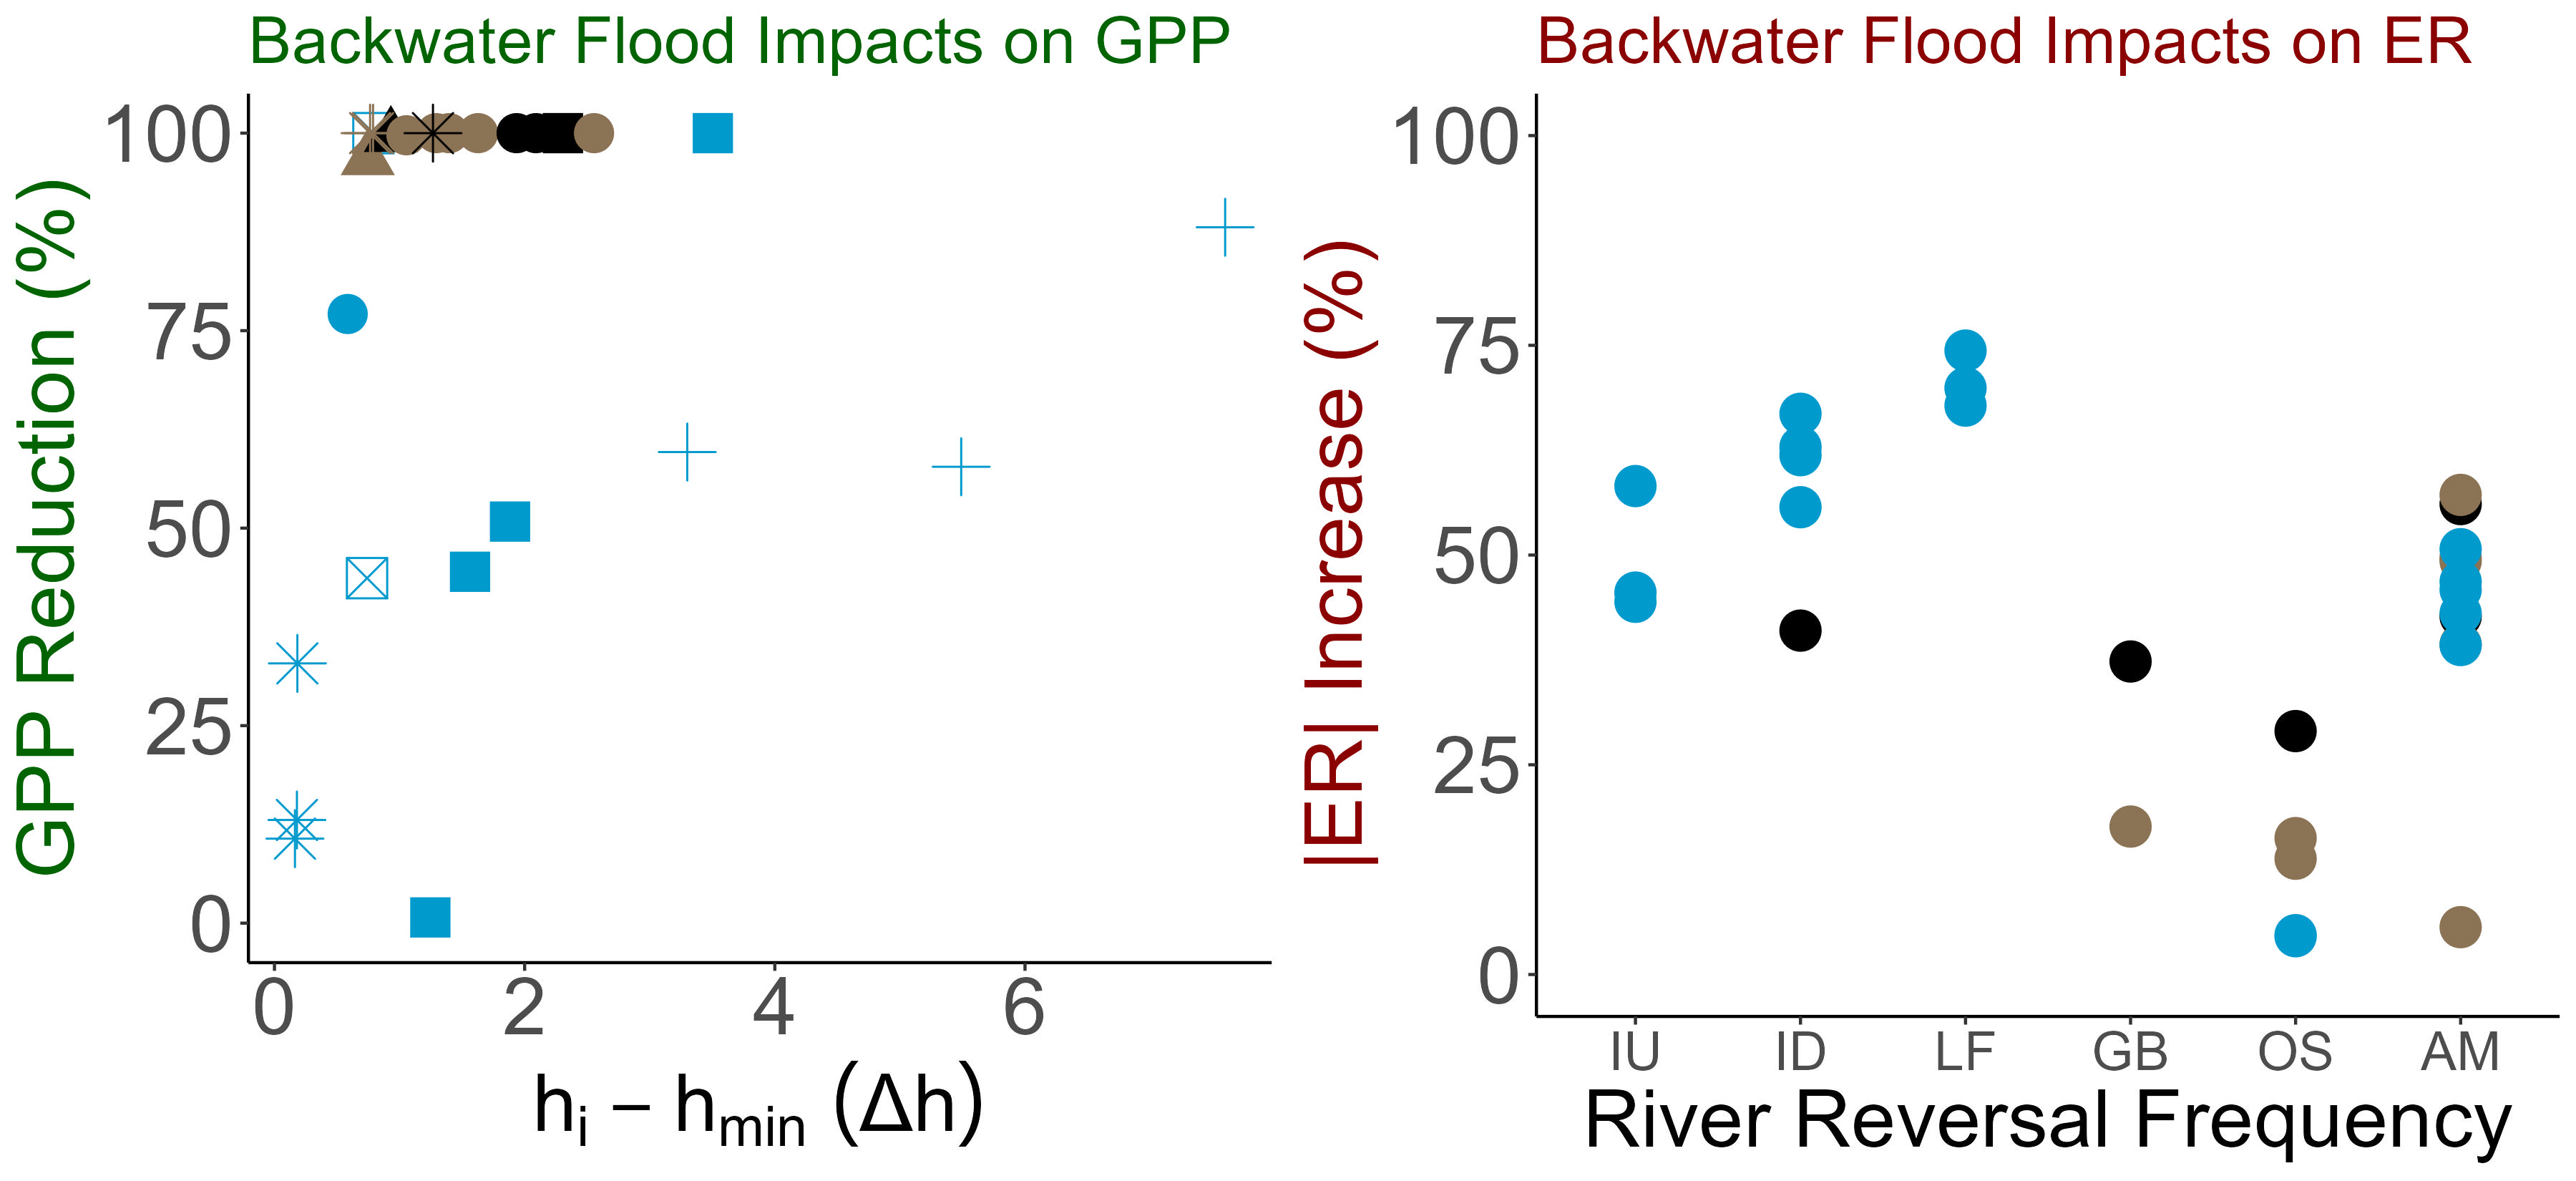 Backwater Flood Impacts on GPP
GPP Reduction (%)
100
75
50
25
0
0 2 4 6
hi − hmin (Δh)
Backwater Flood Impacts on ER
|ER| Increase (%)
100
75
50
25
0
IU ID LF GB OS AM
River Reversal Frequency